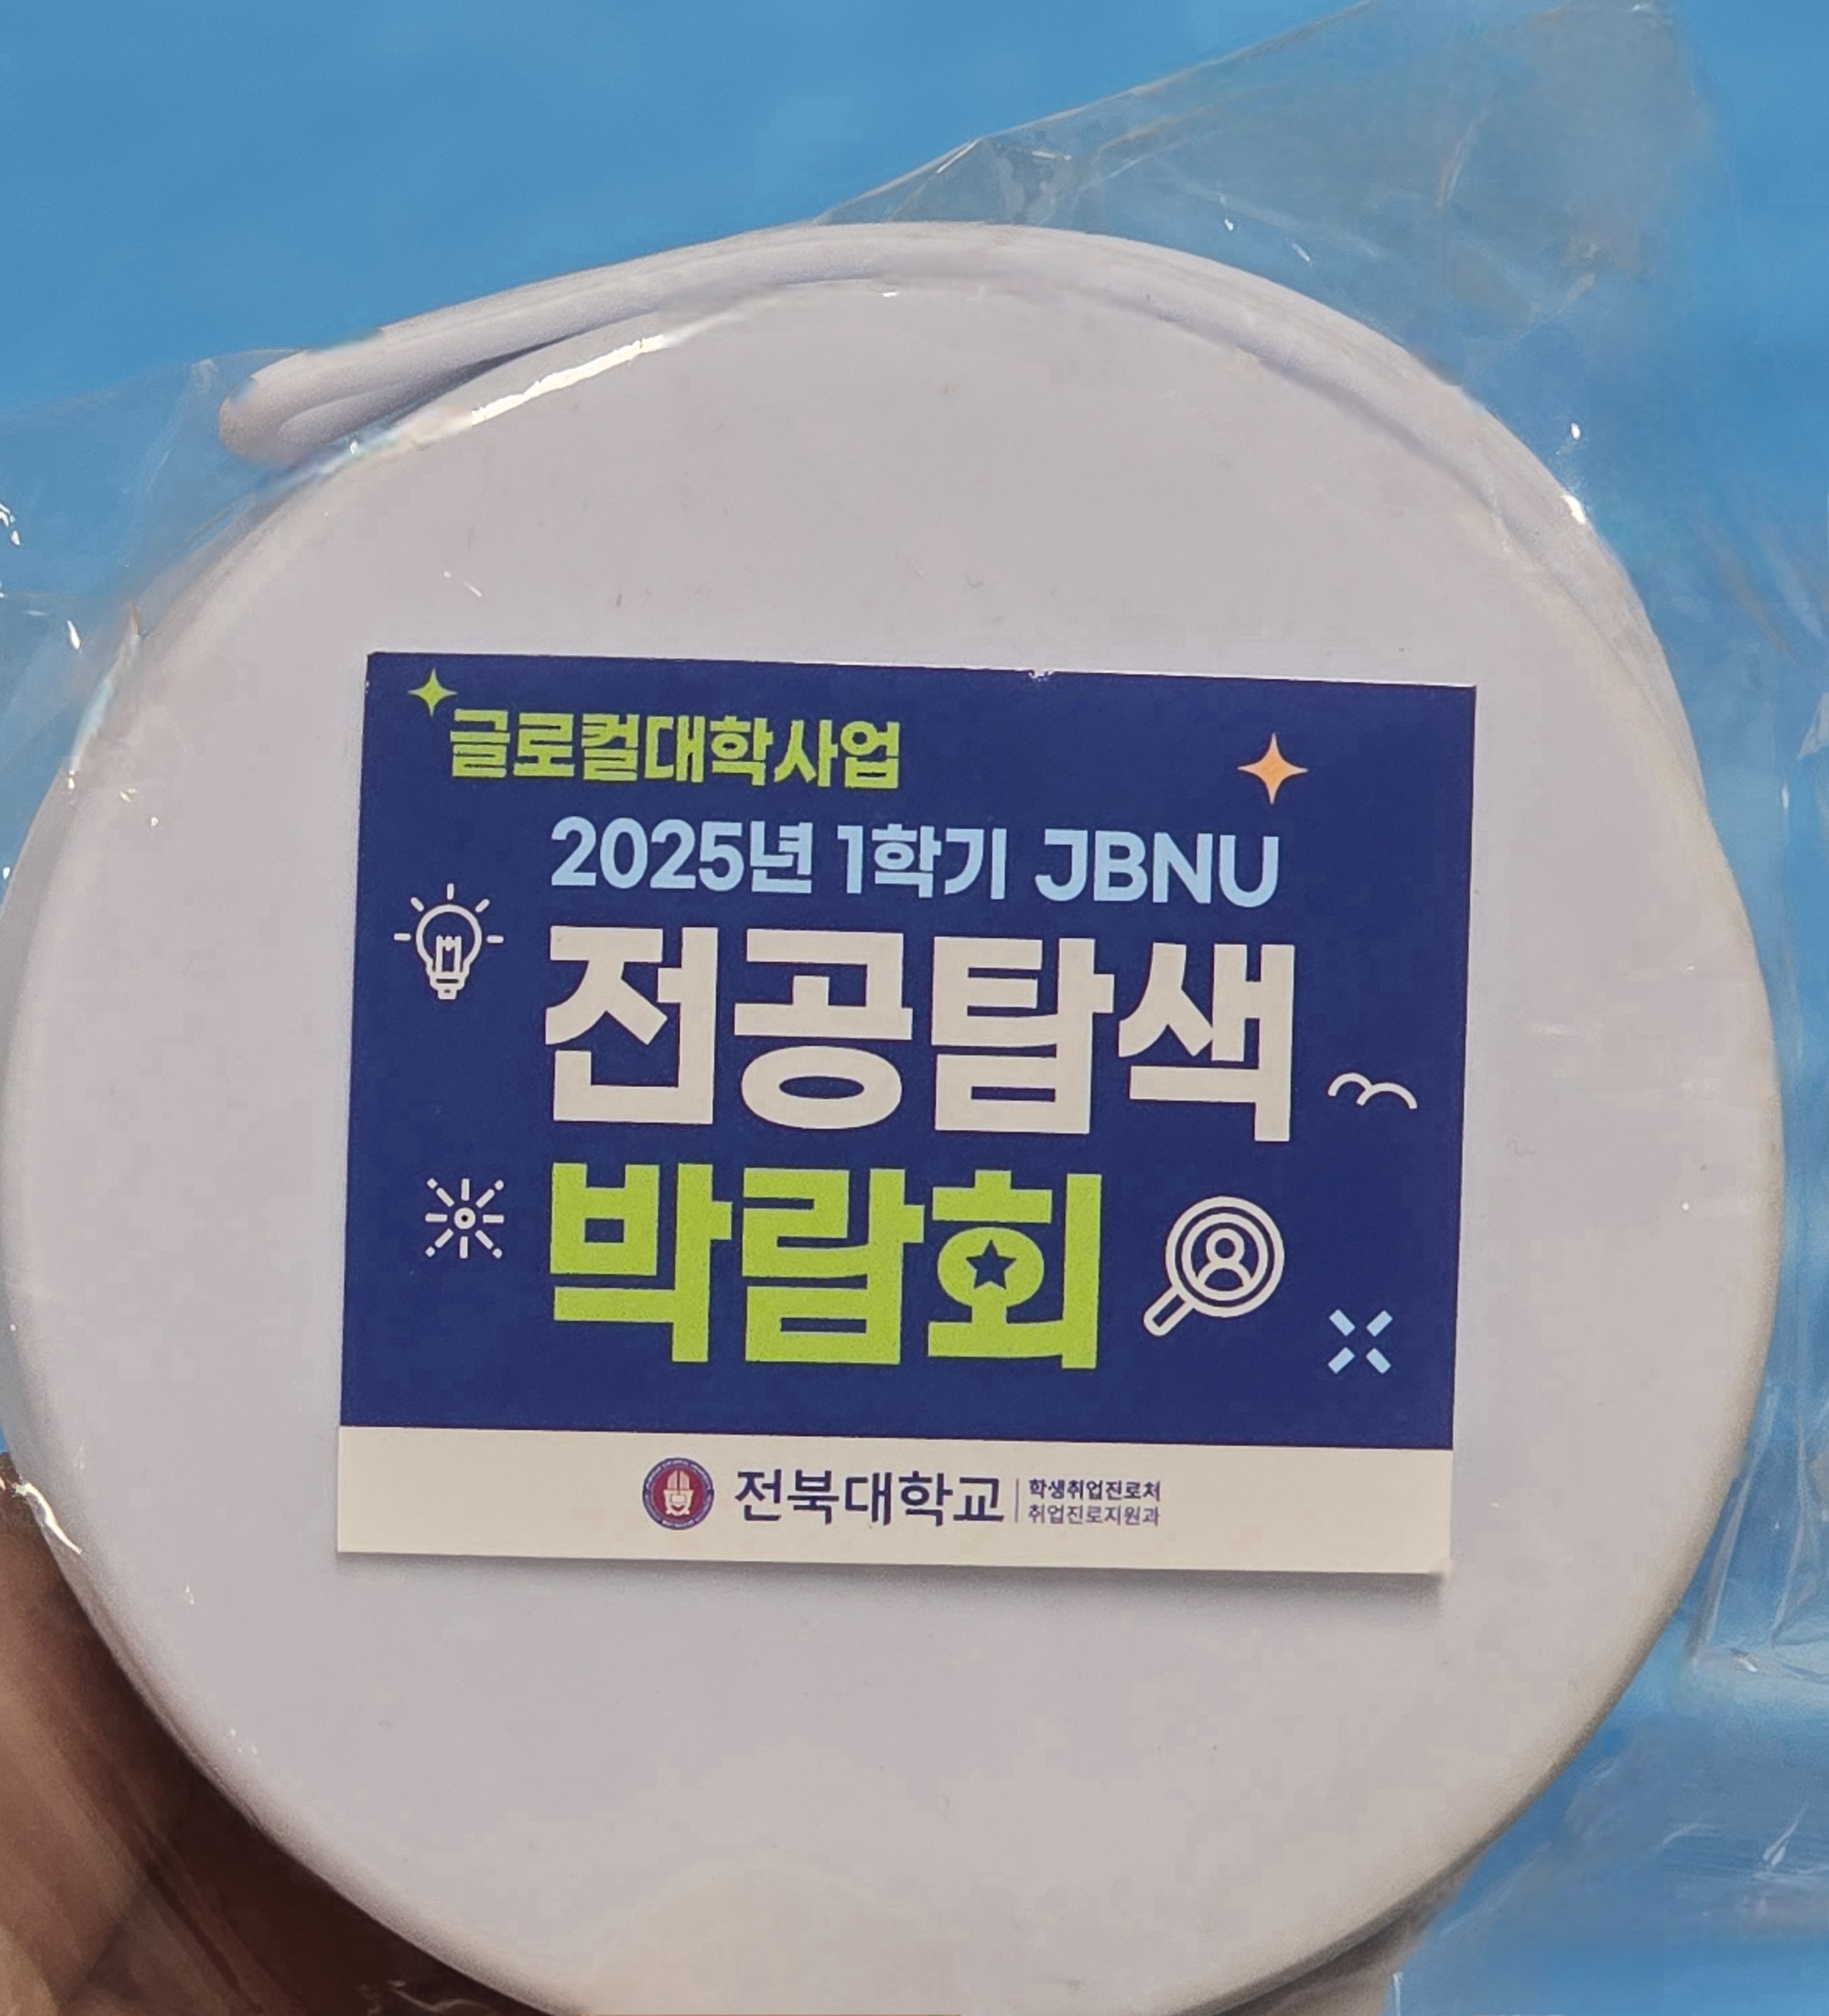 글로컬대학사업
2025년 1학기 JBNU
전공탐색
박람회
전북대학교
학생취업진로처
취업진로지원과